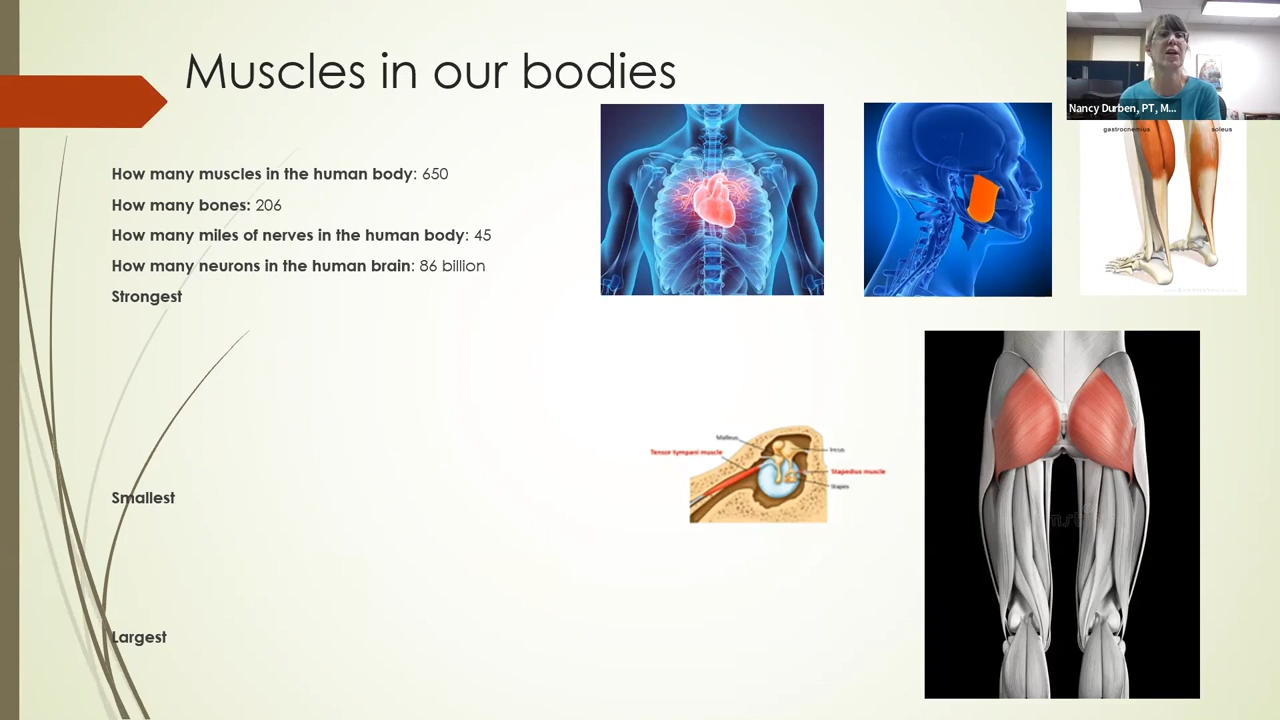 Muscles in our bodies
Nancy Durben, PT, M...
gastrocnemius
soleus
How many muscles in the human body: 650
How many bones: 206
How many miles of nerves in the human body: 45
How many neurons in the human brain: 86 billion
Strongest
Malleus
Incus
Tensor tympani muscle
Stapedius muscle
Stapes
Smallest
Largest